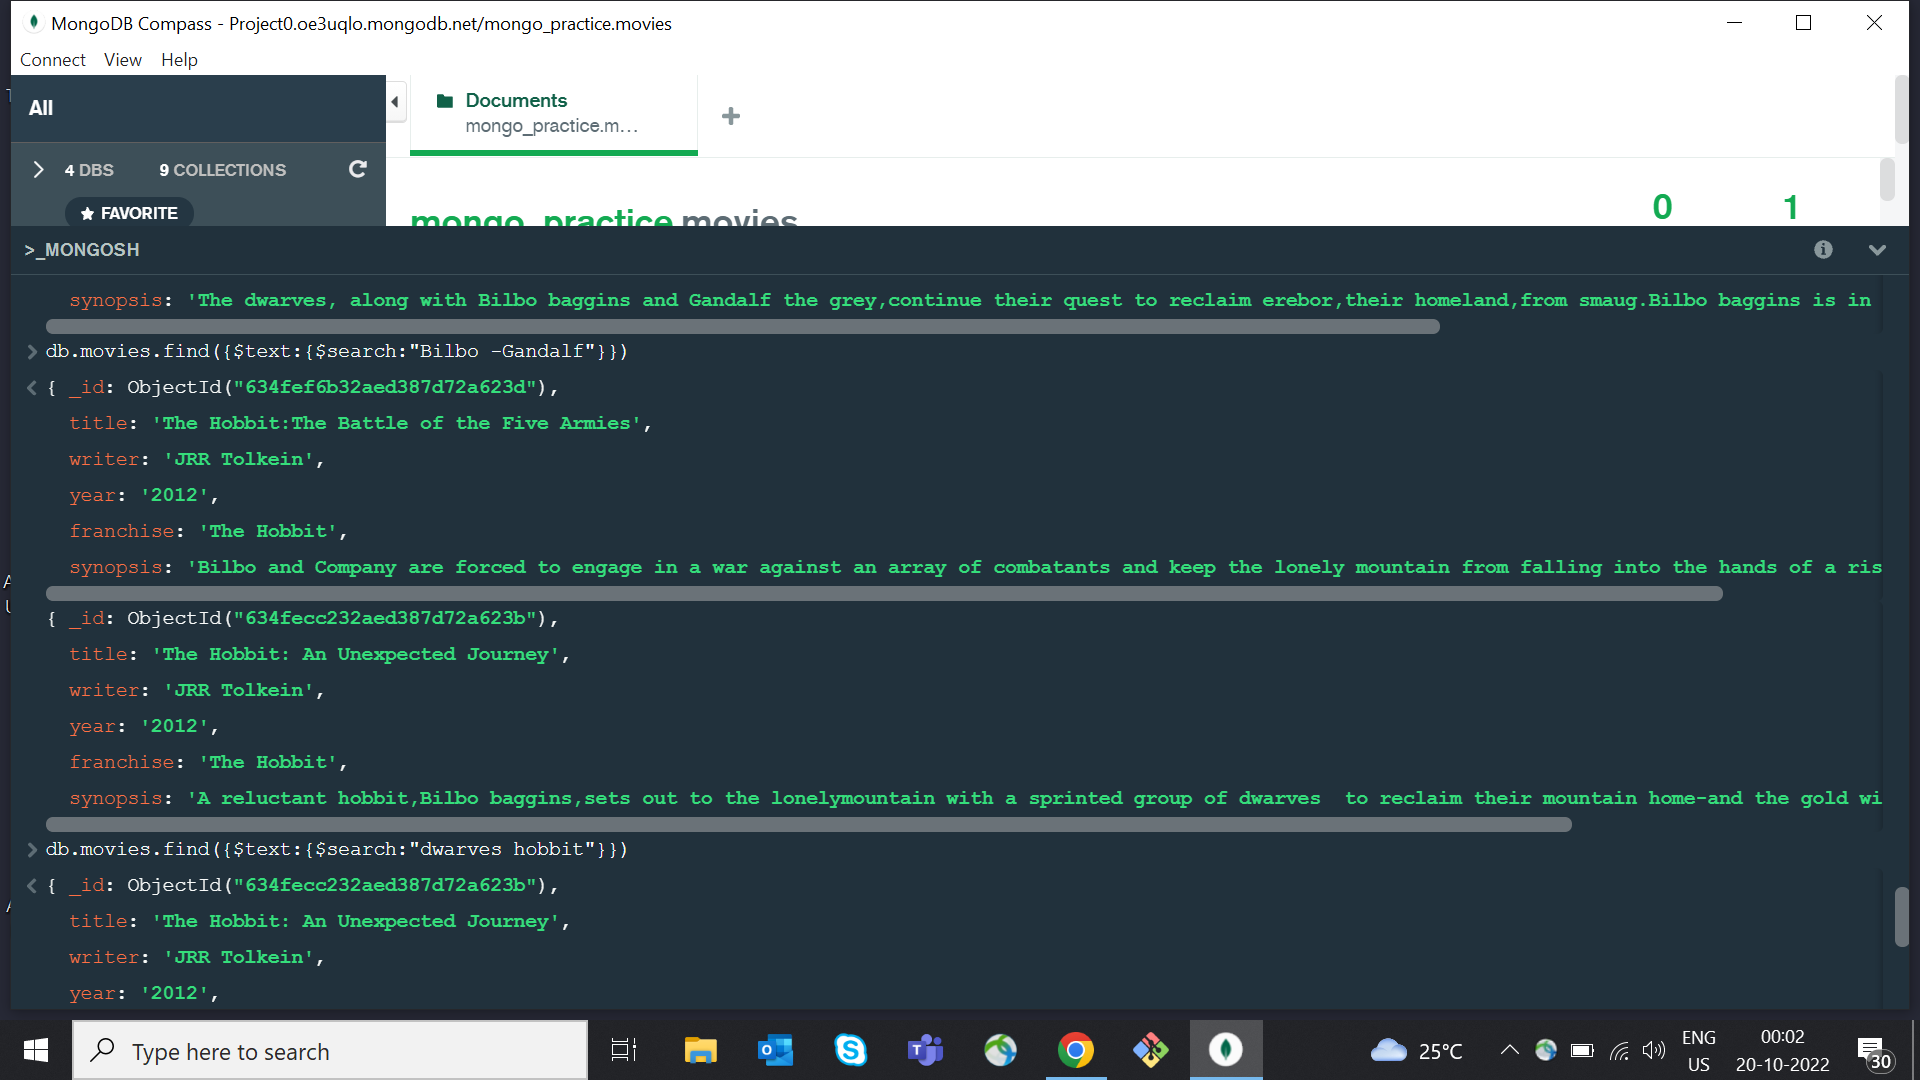 MongoDB Compass - Project0.oe3uqlo.mongodb.net/mongo_practice.movies
Connect View Help
All
Documents
mongo_practice.m...
4 DBS 9 COLLECTIONS
FAVORITE
mongo_practice.movies
0 1
>_MONGOSH
synopsis: 'The dwarves, along with Bilbo baggins and Gandalf the grey,continue their quest to reclaim erebor,their homeland,from smaug.Bilbo baggins is in
db.movies.find({$text:{$search:"Bilbo -Gandalf"}})
{ _id: ObjectId("634fef6b32aed387d72a623d"),
title: 'The Hobbit:The Battle of the Five Armies',
writer: 'JRR Tolkein',
year: '2012',
franchise: 'The Hobbit',
synopsis: 'Bilbo and Company are forced to engage in a war against an array of combatants and keep the lonely mountain from falling into the hands of a ris
{ _id: ObjectId("634fecc232aed387d72a623b"),
title: 'The Hobbit: An Unexpected Journey',
writer: 'JRR Tolkein',
year: '2012',
franchise: 'The Hobbit',
synopsis: 'A reluctant hobbit,Bilbo baggins,sets out to the lonelymountain with a sprinted group of dwarves  to reclaim their mountain home-and the gold wi
db.movies.find({$text:{$search:"dwarves hobbit"}})
{ _id: ObjectId("634fecc232aed387d72a623b"),
title: 'The Hobbit: An Unexpected Journey',
writer: 'JRR Tolkein',
year: '2012',
Type here to search
25°C
ENG
US
00:02
20-10-2022
30